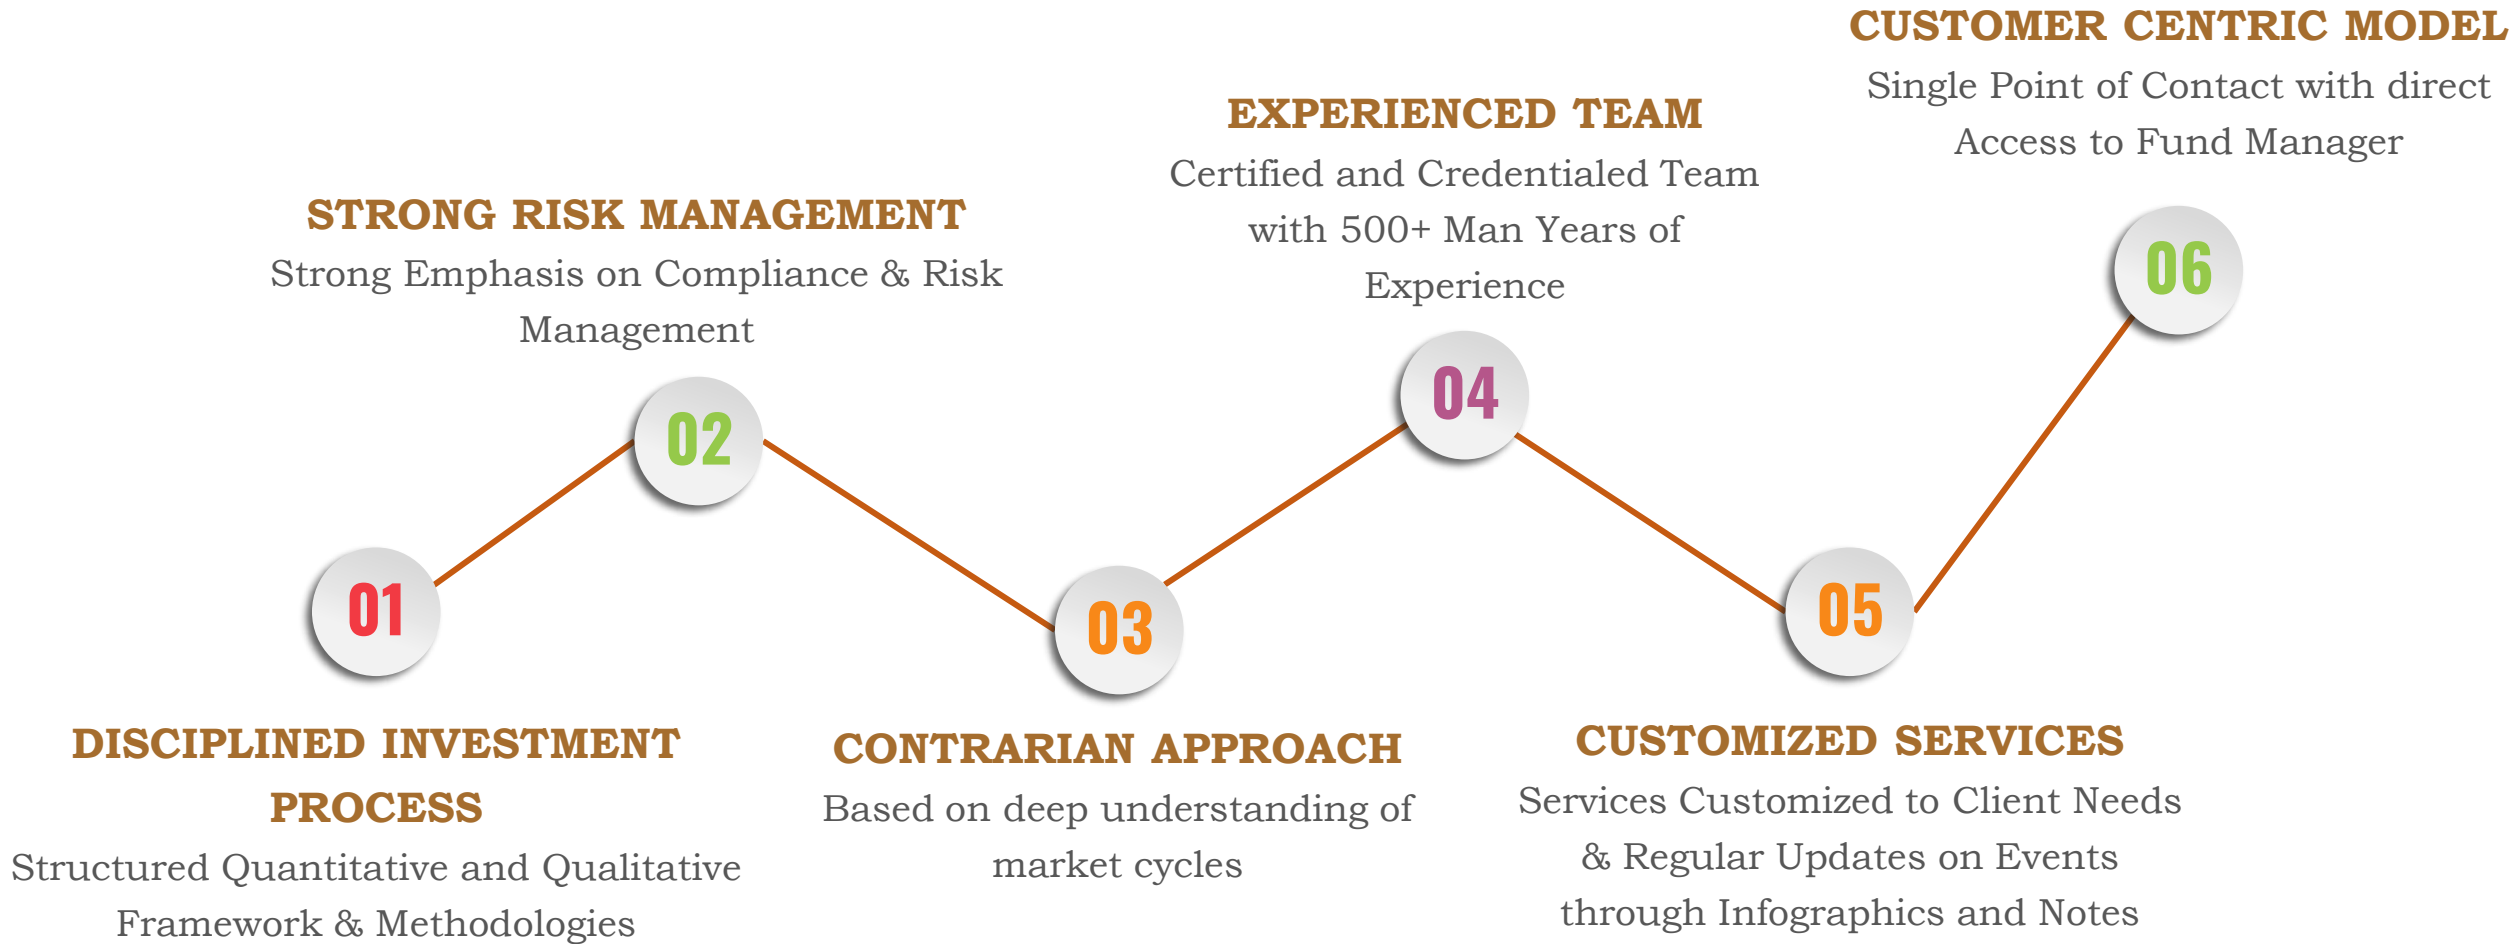 01
DISCIPLINED INVESTMENT
PROCESS
Structured Quantitative and Qualitative
Framework & Methodologies
STRONG RISK MANAGEMENT
Strong Emphasis on Compliance & Risk
Management
02
03
CONTRARIAN APPROACH
Based on deep understanding of
market cycles
EXPERIENCED TEAM
Certified and Credentialed Team
with 500+ Man Years of
Experience
04
05
CUSTOMIZED SERVICES
Services Customized to Client Needs
& Regular Updates on Events
through Infographics and Notes
CUSTOMER CENTRIC MODEL
Single Point of Contact with direct
Access to Fund Manager
06